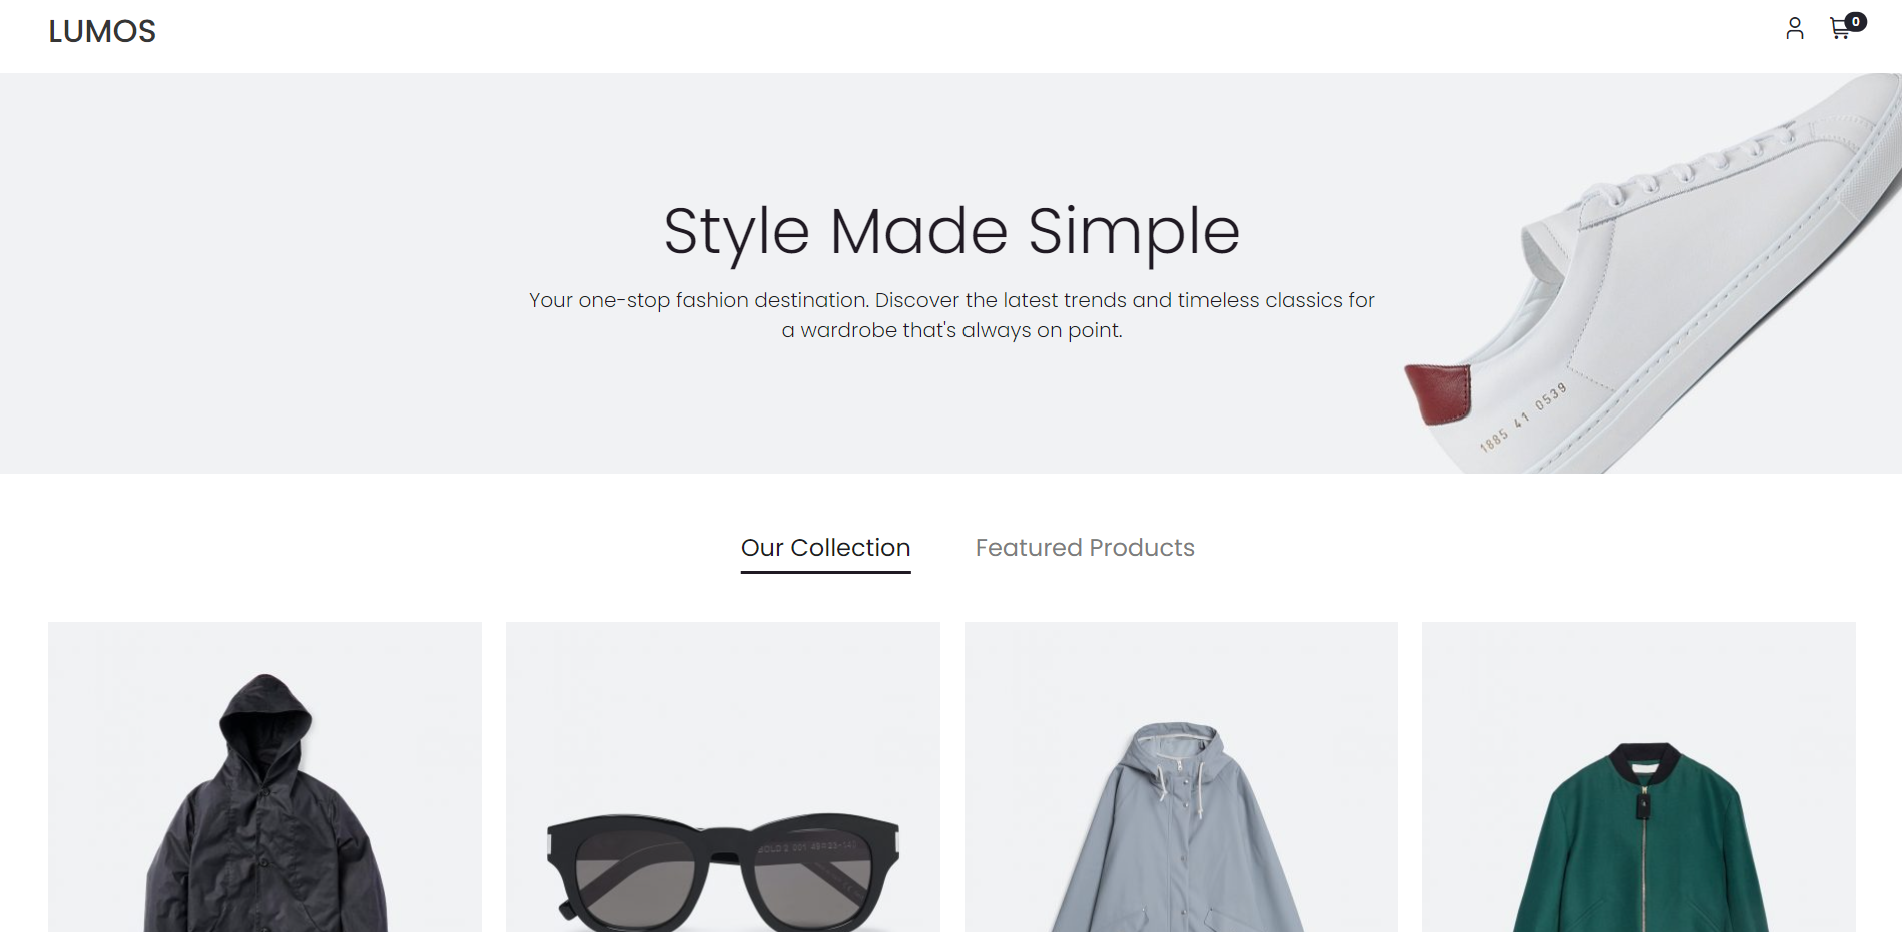 LUMOS
0
Style Made Simple
Your one-stop fashion destination. Discover the latest trends and timeless classics for
a wardrobe that's always on point.
1885 41 0539
Our Collection
Featured Products